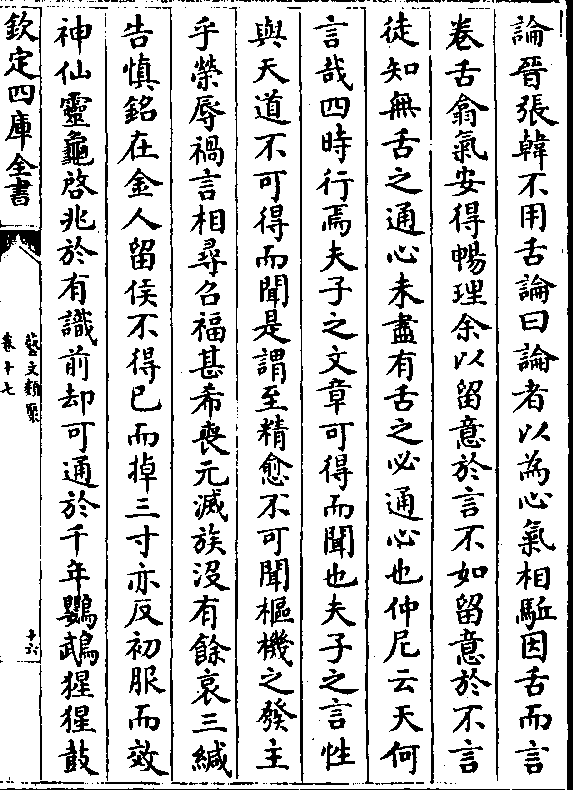 論晉張韓不用舌論曰論者以為心氣相驅因舌而言
卷舌翕氣安得暢理余以留意於言不如留意於不言
徒知無舌之通心未盡有舌之必通心也仲尼云天何
言哉四時行焉夫子之文章可得而聞也夫子之言性
與天道不可得而聞是謂至精愈不可聞樞機之發主
乎榮辱禍言相尋召福甚希喪元滅族没有餘哀三緘
告慎銘在金人留侯不得已而掉三寸亦反初服而效
神仙靈龜啓兆於有識前却可通於千年鸚鵡猩猩鼓
欽定四庫全書
藝文類聚
卷十七
十六